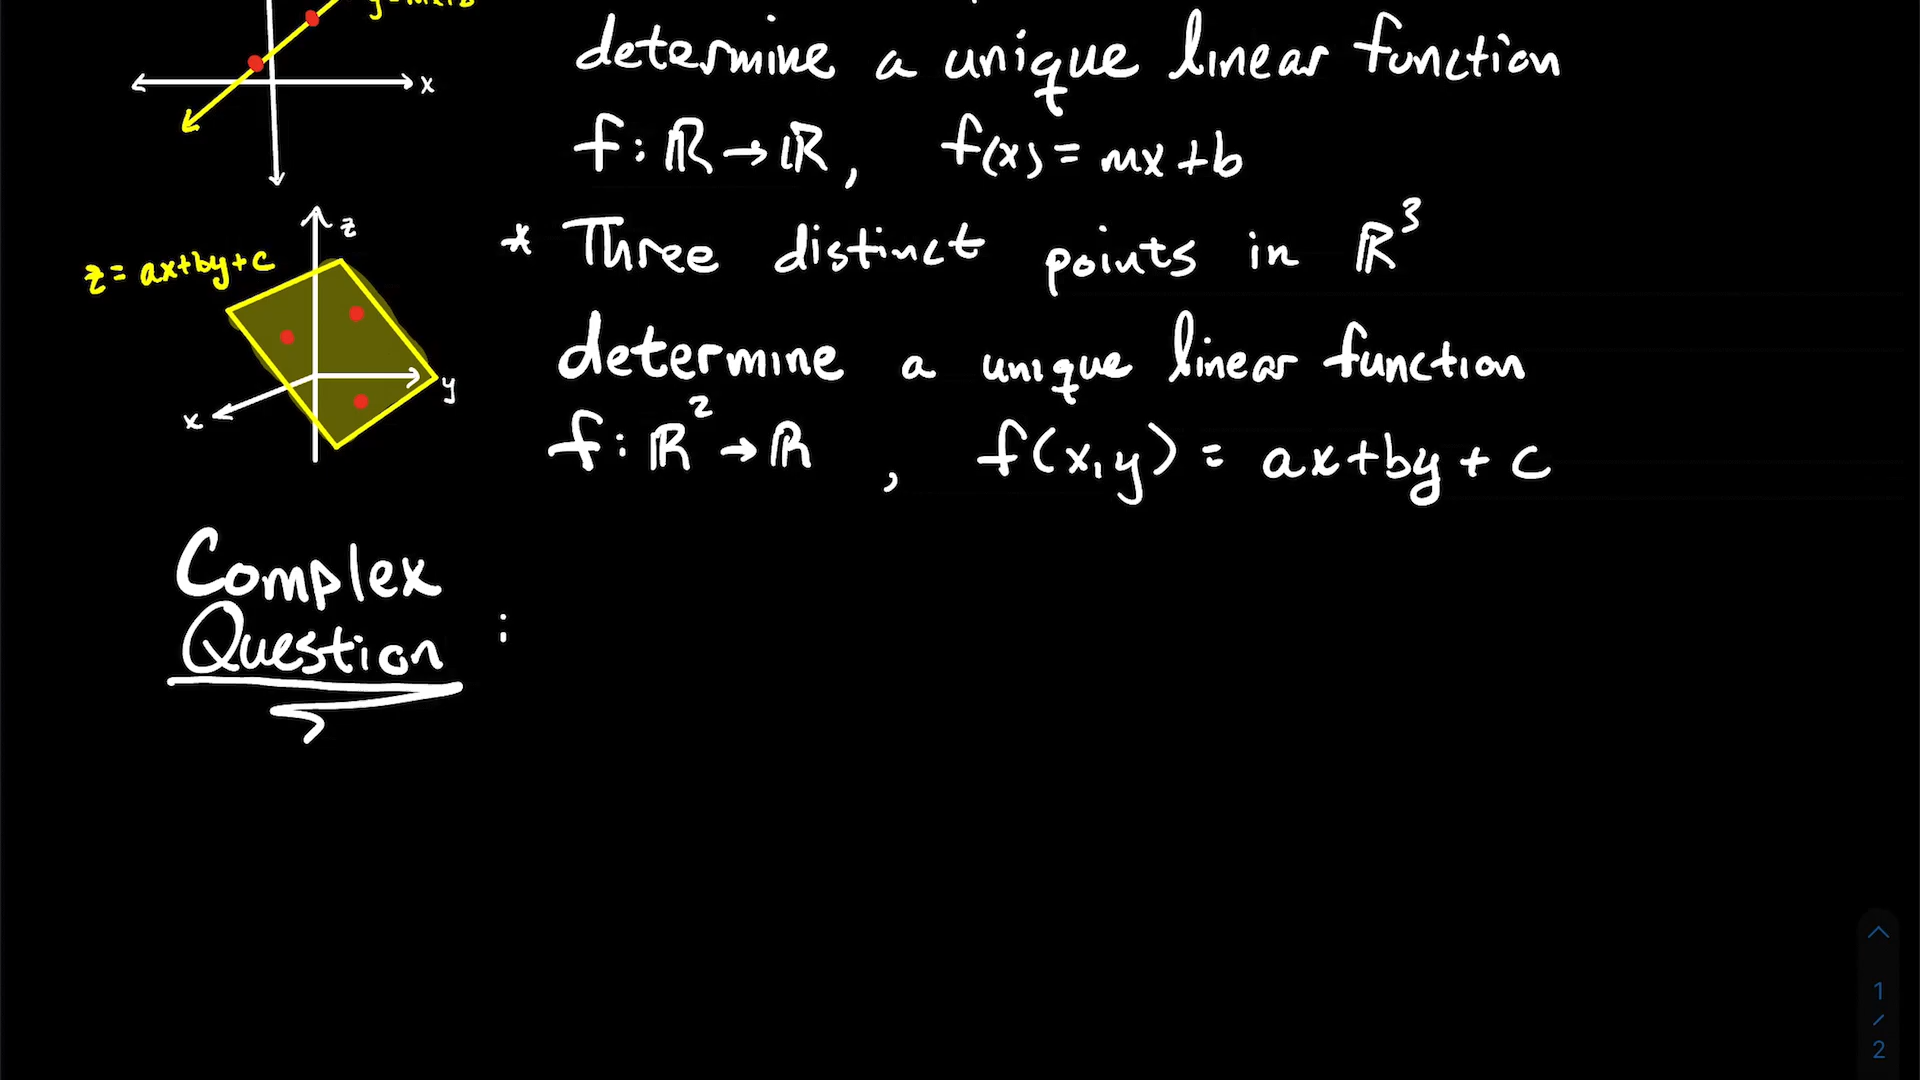 x
determine a unique linear function
f : ℝ → ℝ, f(x) = mx + b
z
z = ax+by+c
* Three distinct points in ℝ³
determine a unique linear function
y
x
f : ℝ² → ℝ , f(x,y) = ax+by+c
Complex
Question :
1
/
2